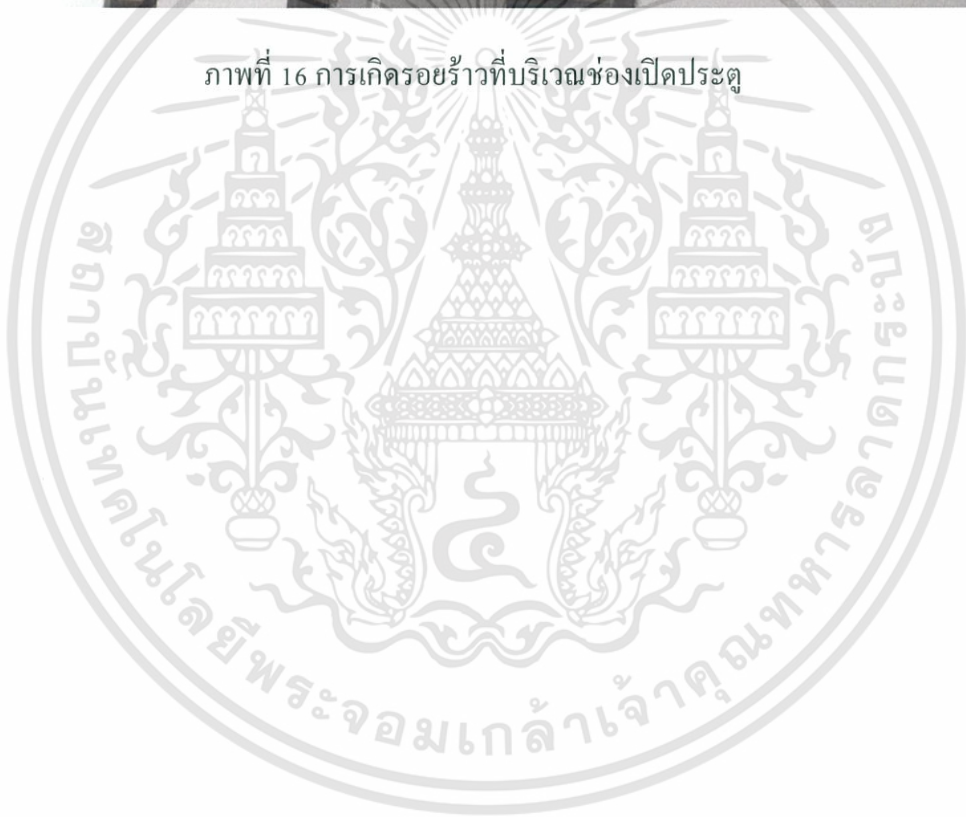 ภาพที่ 16 การเกิดรอยร้าวที่บริเวณช่องเปิดประตู
สถาบันเทคโนโลยีพระจอมเกล้าเจ้าคุณทหารลาดกระบัง
๔